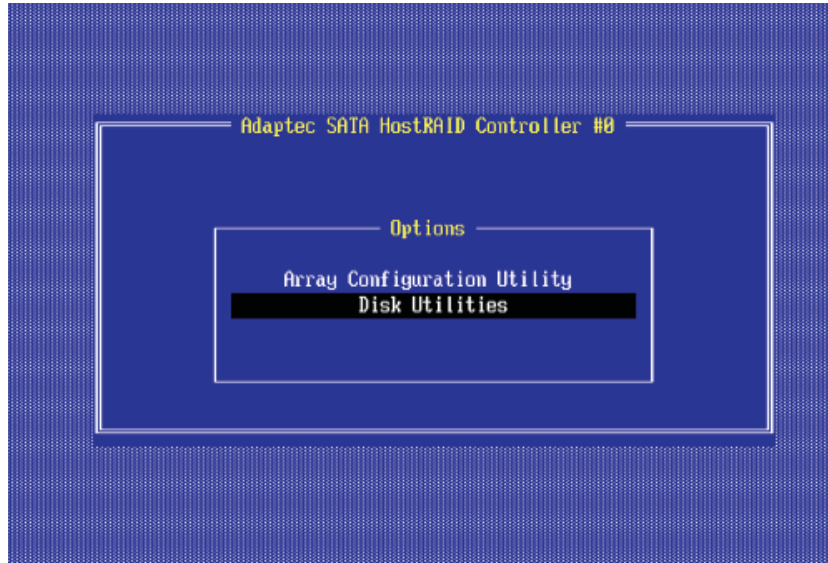 Adaptec SATA HostRAID Controller #0
Options
Array Configuration Utility
Disk Utilities